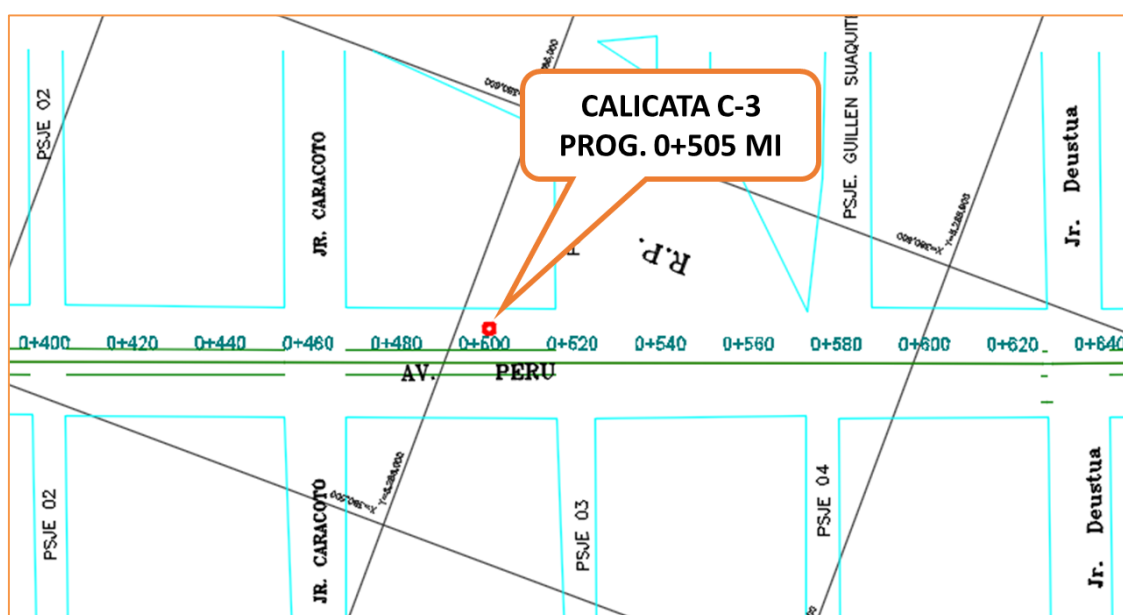 PSJE 02
JR. CARACOTO
CALICATA C-3
PROG. 0+505 MI
PSJE. GUILLEN SUAQUIT
Jr. Deustua
R.P.
0+400 0+420 0+440 0+460 0+480 0+500 0+520 0+540 0+560 0+580 0+600 0+620 0+640
AV. PERU
PSJE 02
JR. CARACOTO
PSJE 03
PSJE 04
Jr. Deustua